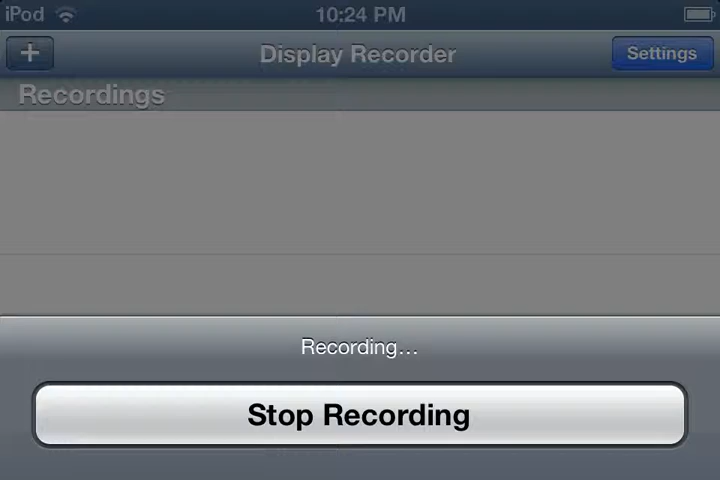 iPod 10:24 PM
+ Display Recorder Settings
Recordings
Recording...
Stop Recording